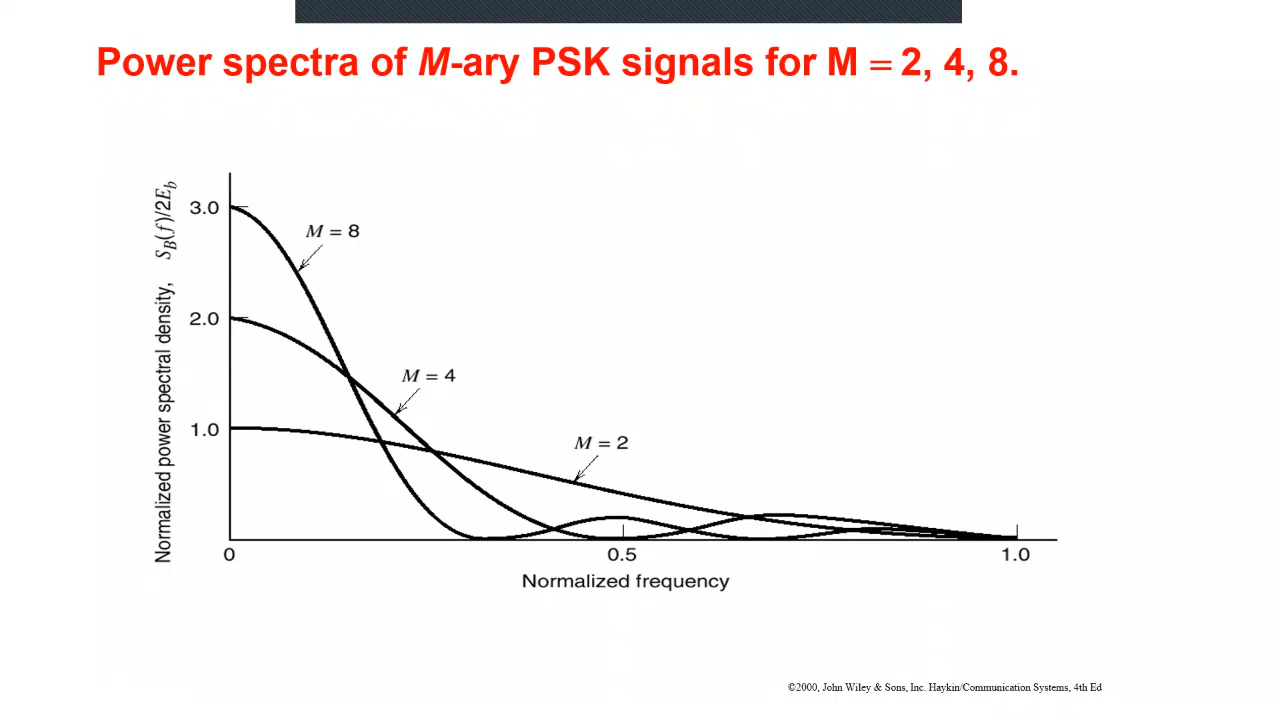 Power spectra of M-ary PSK signals for M = 2, 4, 8.
Normalized power spectral density, S_B(f)/2E_b
3.0
M = 8
2.0
M = 4
1.0
M = 2
0
0.5
1.0
Normalized frequency
©2000, John Wiley & Sons, Inc. Haykin/Communication Systems, 4th Ed